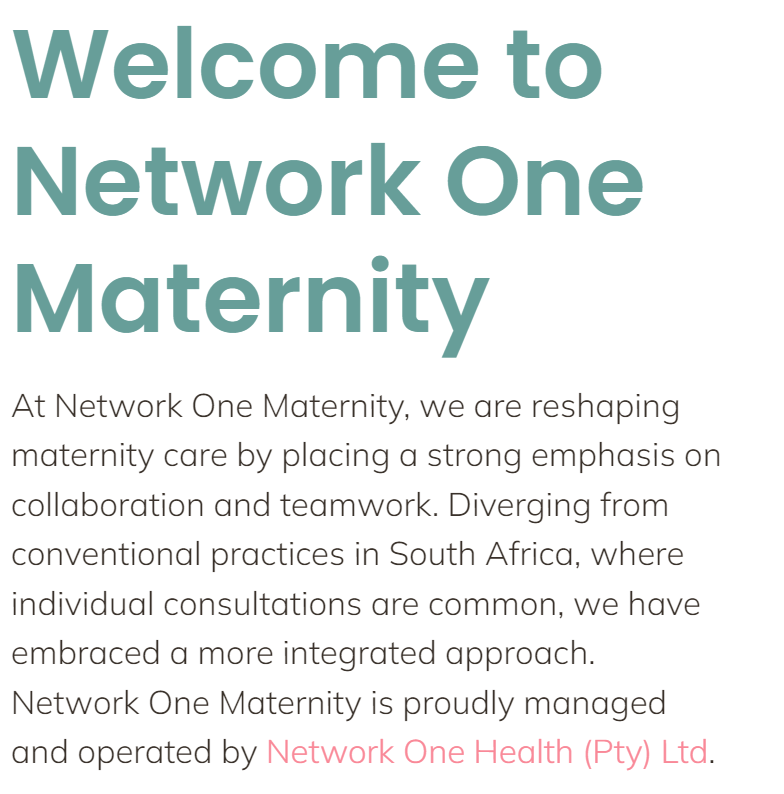 Welcome to
Network One
Maternity
At Network One Maternity, we are reshaping
maternity care by placing a strong emphasis on
collaboration and teamwork. Diverging from
conventional practices in South Africa, where
individual consultations are common, we have
embraced a more integrated approach.
Network One Maternity is proudly managed
and operated by Network One Health (Pty) Ltd.